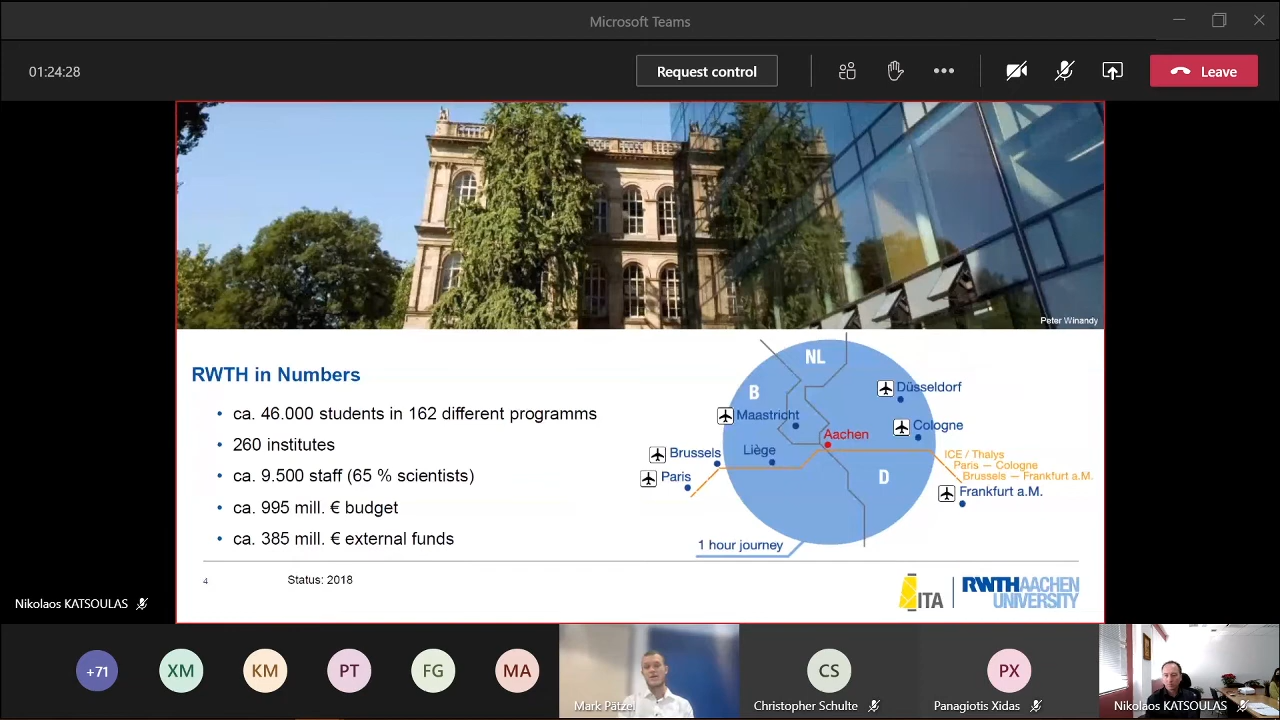 Microsoft Teams
01:24:28
Request control
Leave
Peter Winandy
RWTH in Numbers
• ca. 46.000 students in 162 different programms
• 260 institutes
• ca. 9.500 staff (65 % scientists)
• ca. 995 mill. € budget
• ca. 385 mill. € external funds
NL
B
Düsseldorf
Maastricht
Cologne
Aachen
Liège
Brussels
Paris
ICE / Thalys
Paris – Cologne
Brussels – Frankfurt a.M.
D
Frankfurt a.M.
1 hour journey
4
Status: 2018
ITA
RWTHAACHEN
UNIVERSITY
Nikolaos KATSOULAS
+71
XM
KM
PT
FG
MA
Mark Pätzel
CS
Christopher Schulte
PX
Panagiotis Xidas
Nikolaos KATSOULAS